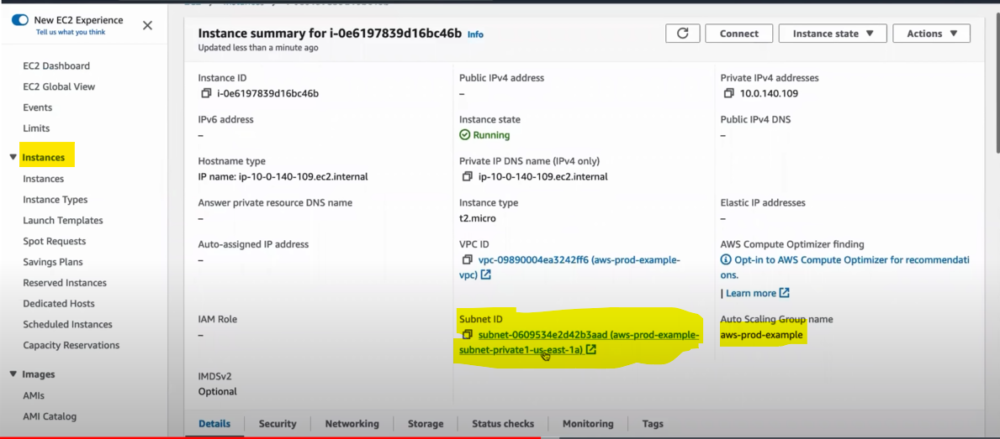 New EC2 Experience
Tell us what you think
EC2 Dashboard
EC2 Global View
Events
Limits
Instances
Instances
Instance Types
Launch Templates
Spot Requests
Savings Plans
Reserved Instances
Dedicated Hosts
Scheduled Instances
Capacity Reservations
Images
AMIs
AMI Catalog
Instance summary for i-0e6197839d16bc46b Info
Updated less than a minute ago
Connect
Instance state
Actions
Instance ID
i-0e6197839d16bc46b
Public IPv4 address
–
Private IPv4 addresses
10.0.140.109
IPv6 address
–
Instance state
Running
Public IPv4 DNS
–
Hostname type
IP name: ip-10-0-140-109.ec2.internal
Private IP DNS name (IPv4 only)
ip-10-0-140-109.ec2.internal
Answer private resource DNS name
–
Instance type
t2.micro
Elastic IP addresses
–
Auto-assigned IP address
–
VPC ID
vpc-09890004ea3242ff6 (aws-prod-example-
vpc)
AWS Compute Optimizer finding
Opt-in to AWS Compute Optimizer for recommendati
ons.
| Learn more
IAM Role
–
Subnet ID
subnet-0609534e2d42b3aad (aws-prod-example-
subnet-private1-us-east-1a)
Auto Scaling Group name
aws-prod-example
IMDSv2
Optional
Details
Security
Networking
Storage
Status checks
Monitoring
Tags